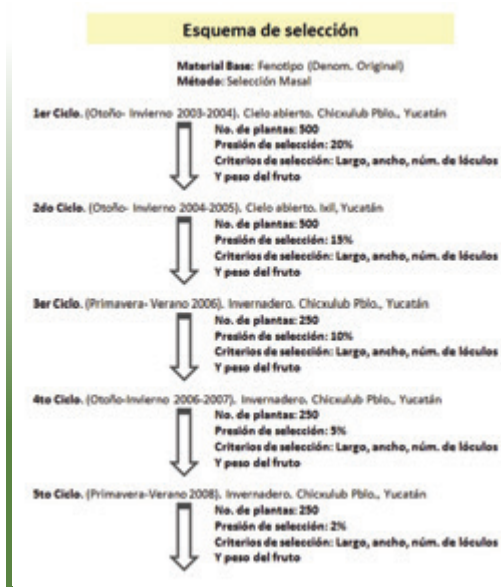 Esquema de selección
Material Base: Fenotipo (Denom. Original)
Método: Selección Masal
1er Ciclo. (Otoño- Invierno 2003-2004). Cielo abierto. Chicxulub Pblo., Yucatán
No. de plantas: 500
Presión de selección: 20%
Criterios de selección: Largo, ancho, núm. de lóculos
Y peso del fruto
2do Ciclo. (Otoño- Invierno 2004-2005). Cielo abierto. Ixil, Yucatán
No. de plantas: 500
Presión de selección: 15%
Criterios de selección: Largo, ancho, núm. de lóculos
Y peso del fruto
3er Ciclo. (Primavera- Verano 2006). Invernadero. Chicxulub Pblo., Yucatán
No. de plantas: 250
Presión de selección: 10%
Criterios de selección: Largo, ancho, núm. de lóculos
Y peso del fruto
4to Ciclo. (Otoño-Invierno 2006-2007). Invernadero. Chicxulub Pblo., Yucatán
No. de plantas: 250
Presión de selección: 5%
Criterios de selección: Largo, ancho, núm. de lóculos
Y peso del fruto
5to Ciclo. (Primavera-Verano 2008). Invernadero. Chicxulub Pblo., Yucatán
No. de plantas: 250
Presión de selección: 2%
Criterios de selección: Largo, ancho, núm. de lóculos
Y peso del fruto